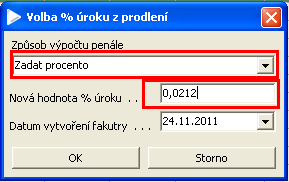 Volba % úroku z prodlení
Způsob výpočtu penále
Zadat procento
Nová hodnota % úroku . . 0,0212
Datum vytvoření fakutry . . . 24.11.2011
OK Storno